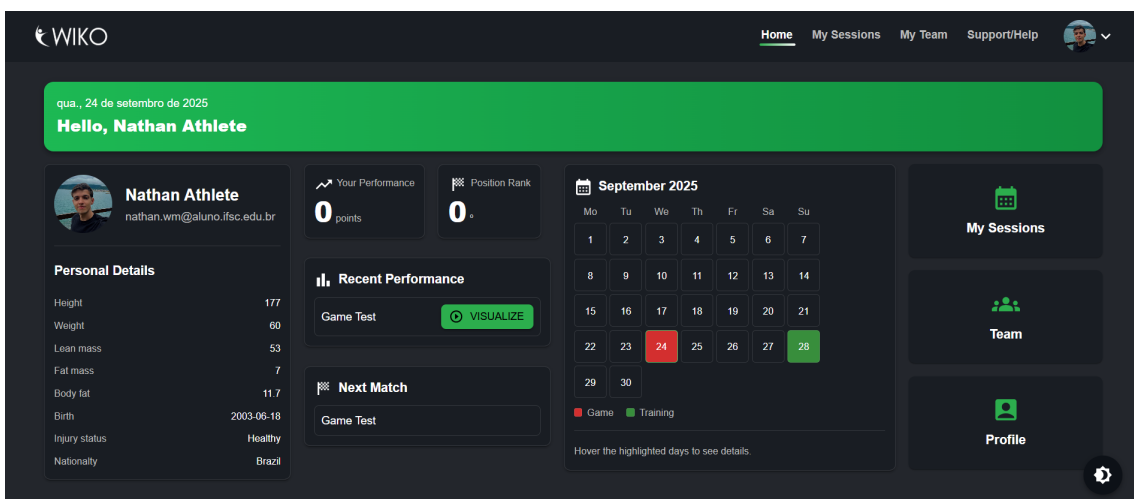 WIKO
Home My Sessions My Team Support/Help
qua., 24 de setembro de 2025
Hello, Nathan Athlete
Nathan Athlete
nathan.wm@aluno.ifsc.edu.br
Personal Details
Height 177
Weight 60
Lean mass 53
Fat mass 7
Body fat 11.7
Birth 2003-06-18
Injury status Healthy
Nationalty Brazil
Your Performance
0 points
Position Rank
0 º
Recent Performance
Game Test VISUALIZE
Next Match
Game Test
September 2025
Mo Tu We Th Fr Sa Su
1 2 3 4 5 6 7
8 9 10 11 12 13 14
15 16 17 18 19 20 21
22 23 24 25 26 27 28
29 30
Game Training
Hover the highlighted days to see details.
My Sessions
Team
Profile